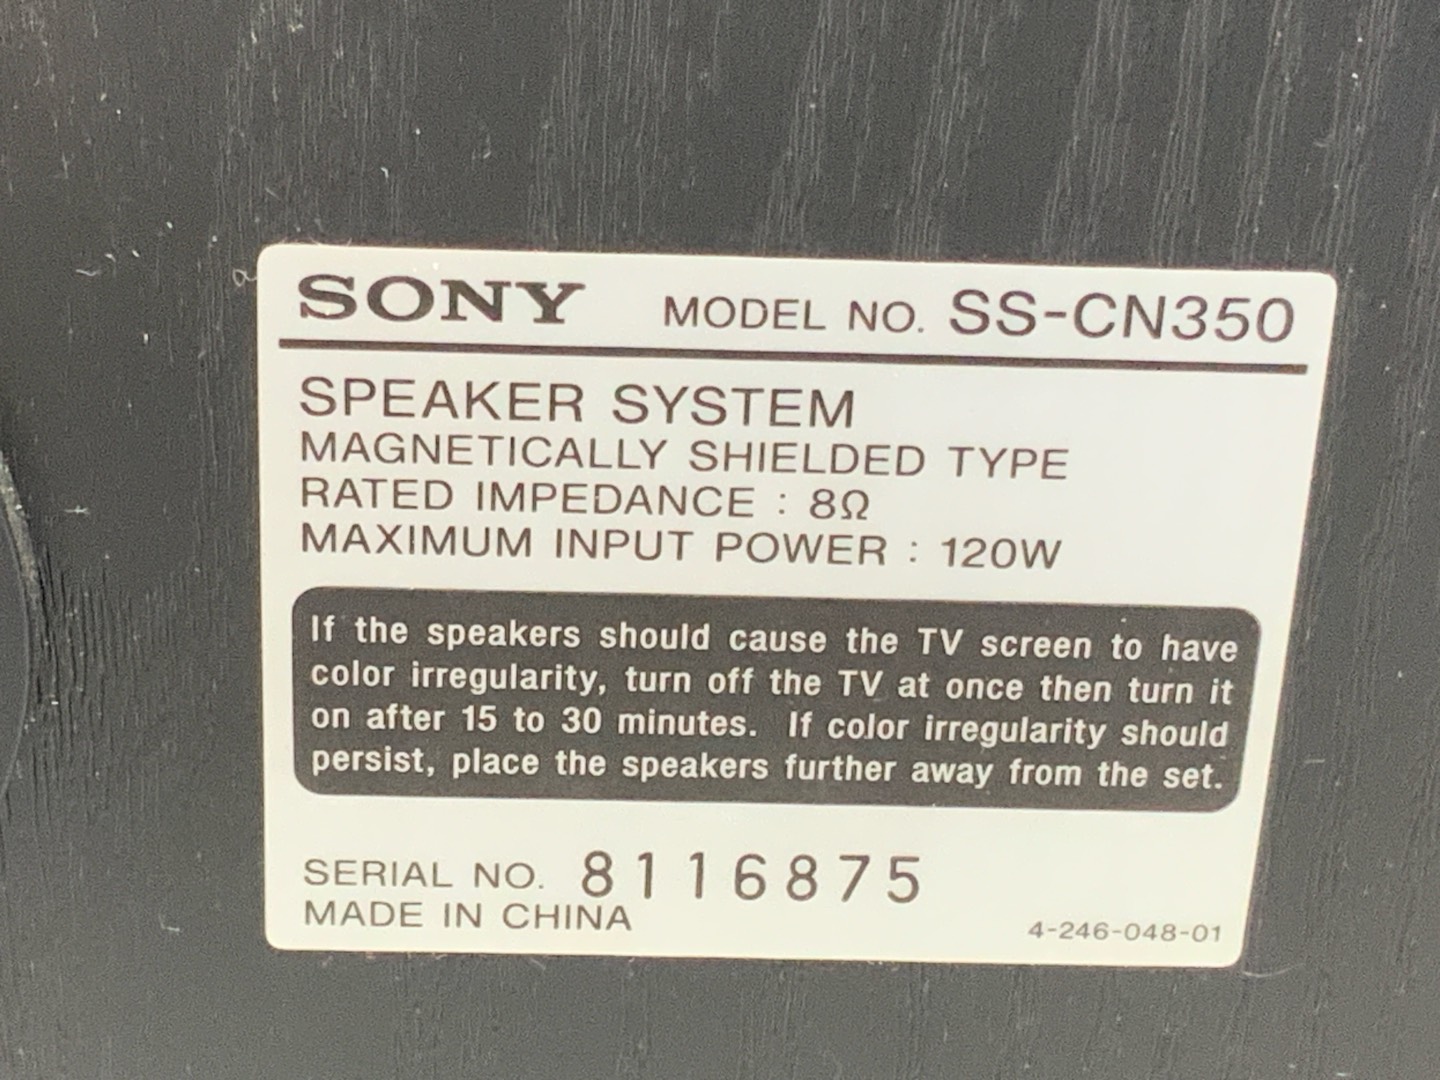 SONY MODEL NO. SS-CN350
SPEAKER SYSTEM
MAGNETICALLY SHIELDED TYPE
RATED IMPEDANCE : 8Ω
MAXIMUM INPUT POWER : 120W
If the speakers should cause the TV screen to have
color irregularity, turn off the TV at once then turn it
on after 15 to 30 minutes. If color irregularity should
persist, place the speakers further away from the set.
SERIAL NO. 8116875
MADE IN CHINA
4-246-048-01